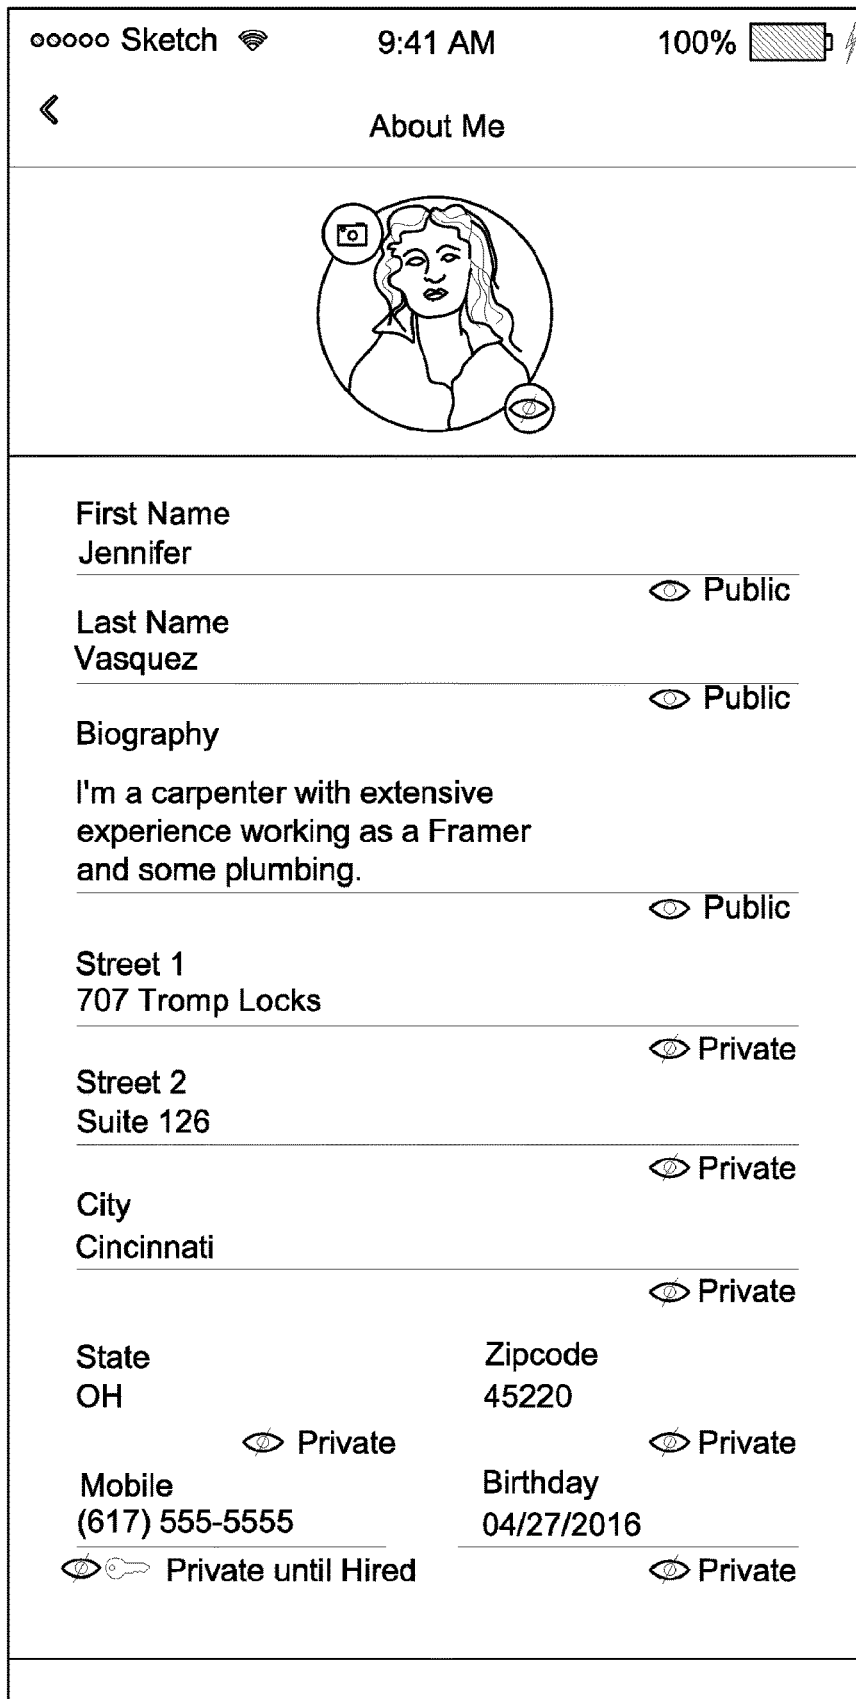 ooooo Sketch 9:41 AM 100%
About Me
First Name
Jennifer
Public
Last Name
Vasquez
Public
Biography
I'm a carpenter with extensive
experience working as a Framer
and some plumbing.
Public
Street 1
707 Tromp Locks
Private
Street 2
Suite 126
Private
City
Cincinnati
Private
State Zipcode
OH 45220
Private Private
Mobile Birthday
(617) 555-5555 04/27/2016
Private until Hired Private